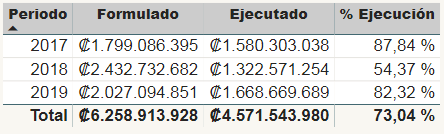 Periodo Formulado Ejecutado % Ejecución
2017 ₡1.799.086.395 ₡1.580.303.038 87,84 %
2018 ₡2.432.732.682 ₡1.322.571.254 54,37 %
2019 ₡2.027.094.851 ₡1.668.669.689 82,32 %
Total ₡6.258.913.928 ₡4.571.543.980 73,04 %